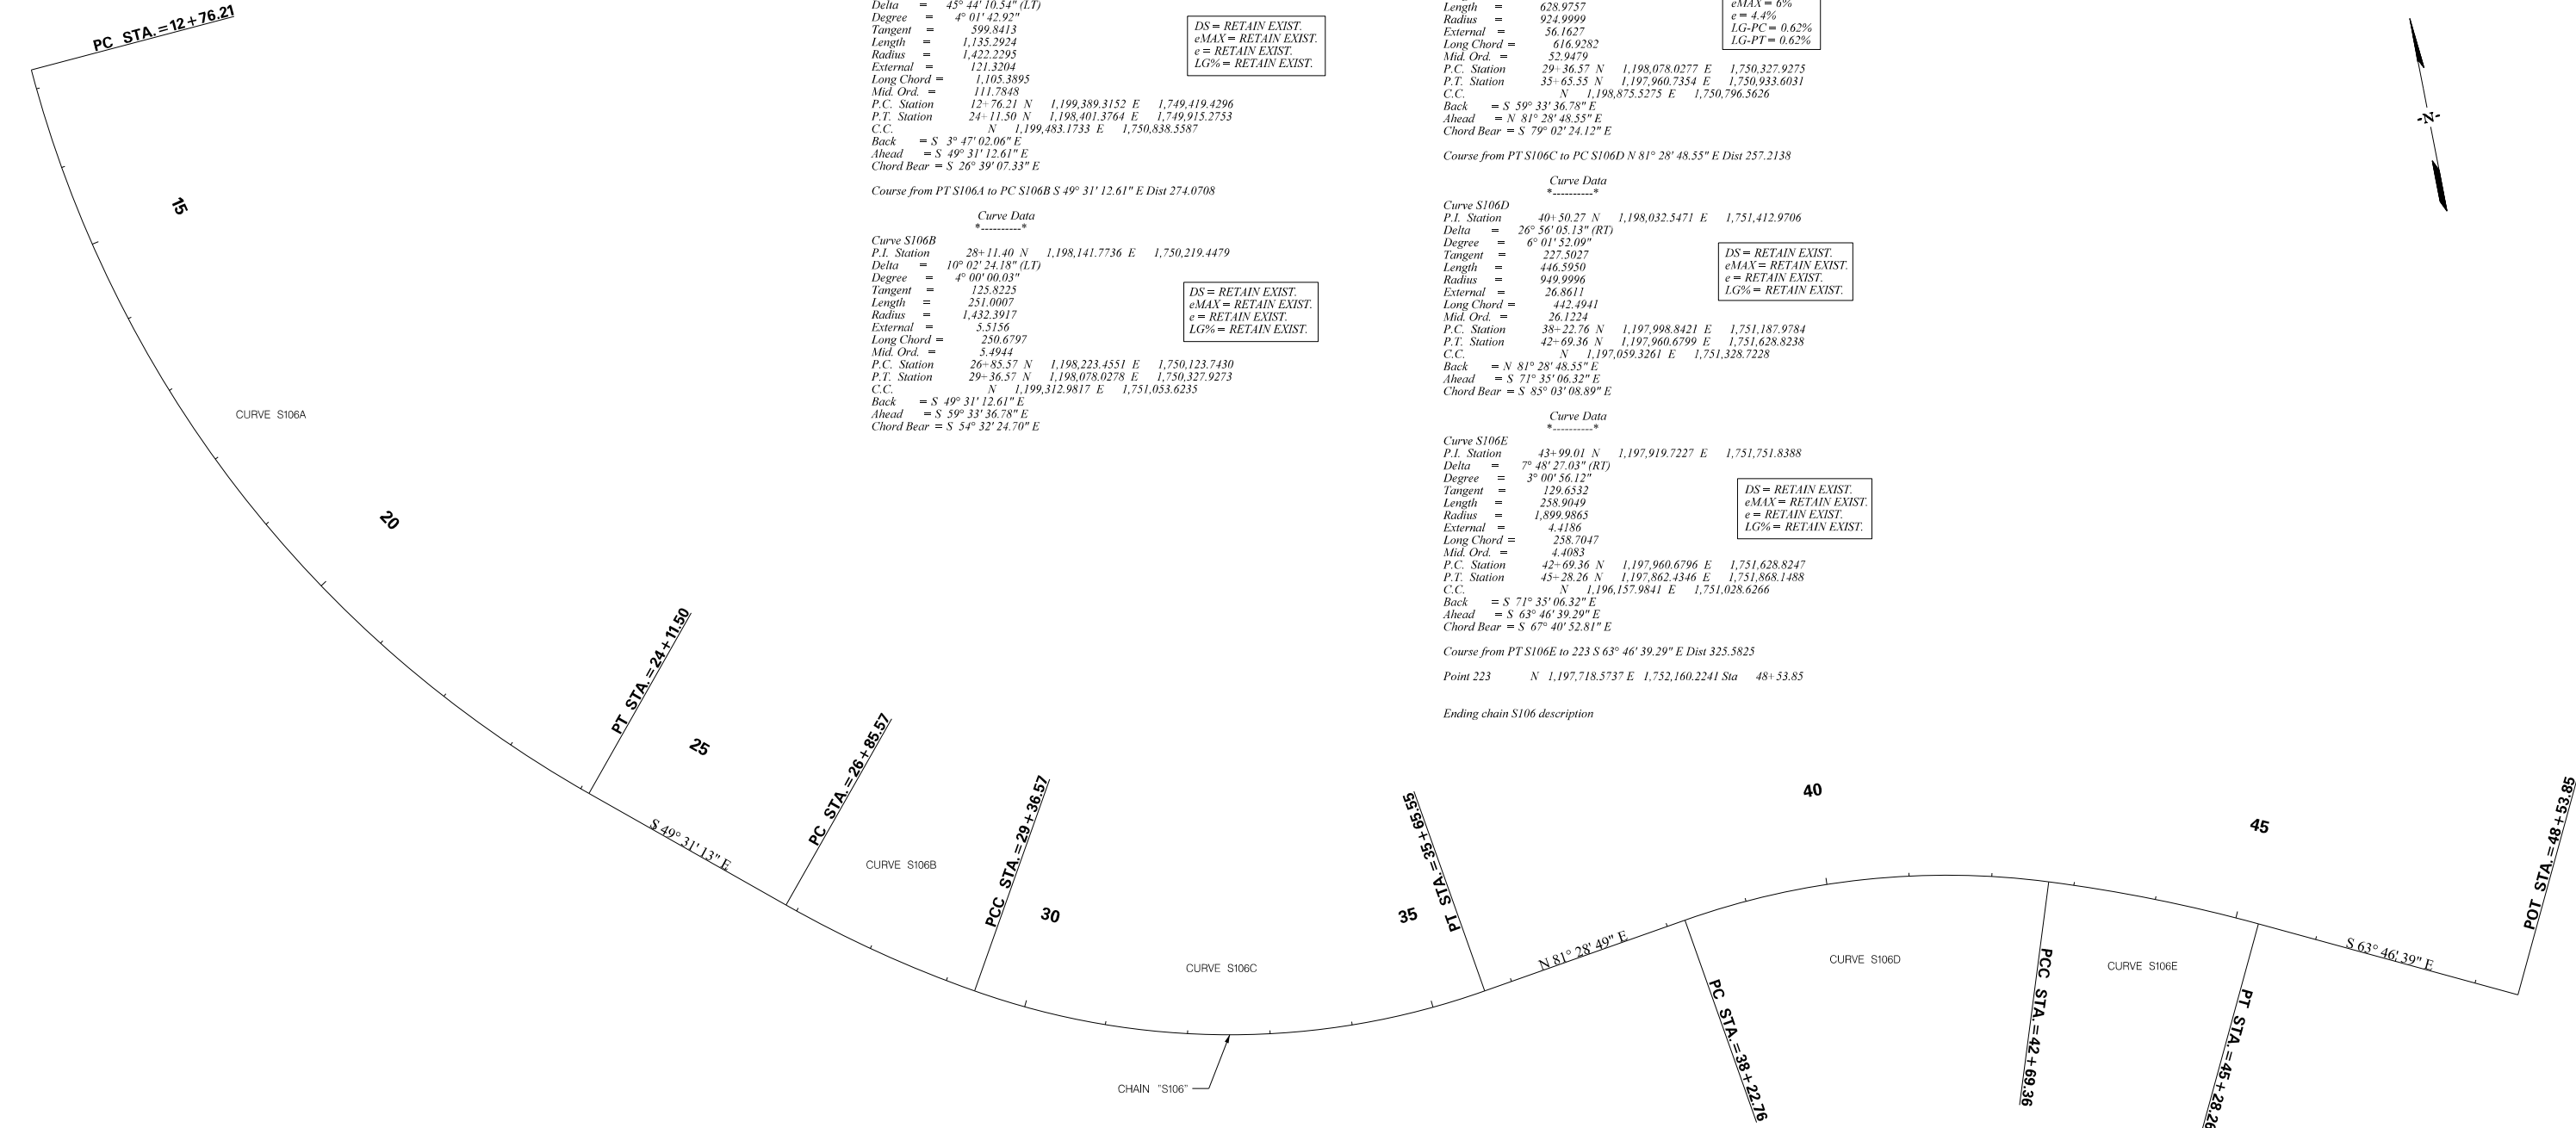 PC STA. = 12 + 76.21
Delta = 45° 44' 10.54" (LT)
Degree = 4° 01' 42.92"
Tangent = 599.8413
Length = 1,135.2924
Radius = 1,422.2295
External = 121.3204
Long Chord = 1,105.3895
Mid. Ord. = 111.7848
P.C. Station 12+76.21 N 1,199,389.3152 E 1,749,419.4296
P.T. Station 24+11.50 N 1,198,401.3764 E 1,749,915.2753
C.C. N 1,199,483.1733 E 1,750,838.5587
Back = S 3° 47' 02.06" E
Ahead = S 49° 31' 12.61" E
Chord Bear = S 26° 39' 07.33" E
DS = RETAIN EXIST.
eMAX = RETAIN EXIST.
e = RETAIN EXIST.
LG% = RETAIN EXIST.
Course from PT S106A to PC S106B S 49° 31' 12.61" E Dist 274.0708
Curve Data
*----------*
Curve S106B
P.I. Station 28+11.40 N 1,198,141.7736 E 1,750,219.4479
Delta = 10° 02' 24.18" (LT)
Degree = 4° 00' 00.03"
Tangent = 125.8225
Length = 251.0007
Radius = 1,432.3917
External = 5.5156
Long Chord = 250.6797
Mid. Ord. = 5.4944
P.C. Station 26+85.57 N 1,198,223.4551 E 1,750,123.7430
P.T. Station 29+36.57 N 1,198,078.0278 E 1,750,327.9273
C.C. N 1,199,312.9817 E 1,751,053.6235
Back = S 49° 31' 12.61" E
Ahead = S 59° 33' 36.78" E
Chord Bear = S 54° 32' 24.70" E
DS = RETAIN EXIST.
eMAX = RETAIN EXIST.
e = RETAIN EXIST.
LG% = RETAIN EXIST.
Length = 628.9757
Radius = 924.9999
External = 56.1627
Long Chord = 616.9282
Mid. Ord. = 52.9479
P.C. Station 29+36.57 N 1,198,078.0277 E 1,750,327.9275
P.T. Station 35+65.55 N 1,197,960.7354 E 1,750,933.6031
C.C. N 1,198,875.5275 E 1,750,796.5626
Back = S 59° 33' 36.78" E
Ahead = N 81° 28' 48.55" E
Chord Bear = S 79° 02' 24.12" E
eMAX = 6%
e = 4.4%
LG-PC = 0.62%
LG-PT = 0.62%
Course from PT S106C to PC S106D N 81° 28' 48.55" E Dist 257.2138
Curve Data
*----------*
Curve S106D
P.I. Station 40+50.27 N 1,198,032.5471 E 1,751,412.9706
Delta = 26° 56' 05.13" (RT)
Degree = 6° 01' 52.09"
Tangent = 227.5027
Length = 446.5950
Radius = 949.9996
External = 26.8611
Long Chord = 442.4941
Mid. Ord. = 26.1224
P.C. Station 38+22.76 N 1,197,998.8421 E 1,751,187.9784
P.T. Station 42+69.36 N 1,197,960.6799 E 1,751,628.8238
C.C. N 1,197,059.3261 E 1,751,328.7228
Back = N 81° 28' 48.55" E
Ahead = S 71° 35' 06.32" E
Chord Bear = S 85° 03' 08.89" E
DS = RETAIN EXIST.
eMAX = RETAIN EXIST.
e = RETAIN EXIST.
LG% = RETAIN EXIST.
Curve Data
*----------*
Curve S106E
P.I. Station 43+99.01 N 1,197,919.7227 E 1,751,751.8388
Delta = 7° 48' 27.03" (RT)
Degree = 3° 00' 56.12"
Tangent = 129.6532
Length = 258.9049
Radius = 1,899.9865
External = 4.4186
Long Chord = 258.7047
Mid. Ord. = 4.4083
P.C. Station 42+69.36 N 1,197,960.6796 E 1,751,628.8247
P.T. Station 45+28.26 N 1,197,862.4346 E 1,751,868.1488
C.C. N 1,196,157.9841 E 1,751,028.6266
Back = S 71° 35' 06.32" E
Ahead = S 63° 46' 39.29" E
Chord Bear = S 67° 40' 52.81" E
DS = RETAIN EXIST.
eMAX = RETAIN EXIST.
e = RETAIN EXIST.
LG% = RETAIN EXIST.
Course from PT S106E to 223 S 63° 46' 39.29" E Dist 325.5825
Point 223 N 1,197,718.5737 E 1,752,160.2241 Sta 48+53.85
Ending chain S106 description
-N-
15
CURVE S106A
20
PT STA. = 24 + 11.50
25
S 49° 31' 13" E
PC STA. = 26 + 85.57
CURVE S106B
PCC STA. = 29 + 36.57
30
CURVE S106C
CHAIN "S106"
35
PT STA. = 35 + 65.55
N 81° 28' 49" E
PC STA. = 38 + 22.76
40
CURVE S106D
PCC STA. = 42 + 69.36
CURVE S106E
45
PT STA. = 45 + 28.26
S 63° 46' 39" E
POT STA. = 48 + 53.85